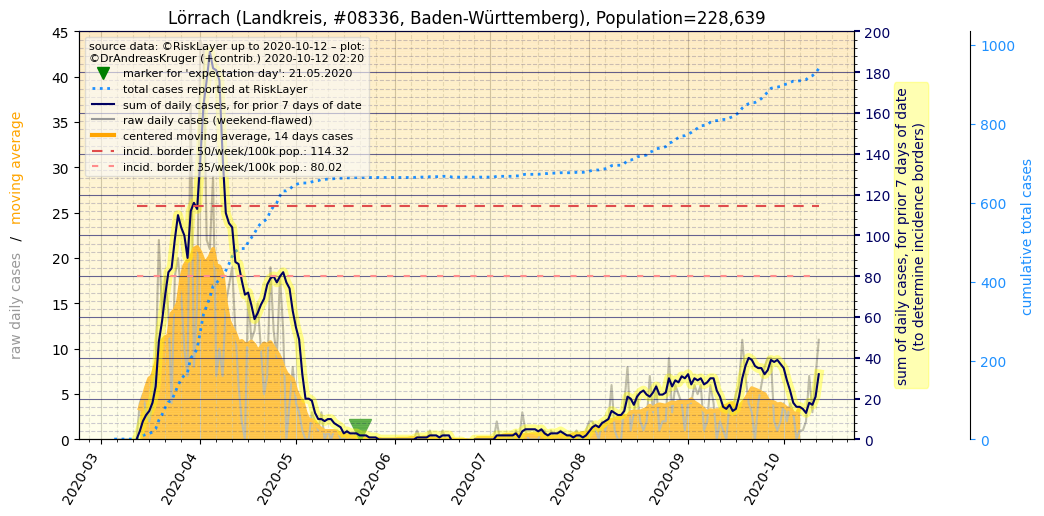 Lörrach (Landkreis, #08336, Baden-Württemberg), Population=228,639
source data: ©RiskLayer up to 2020-10-12 – plot:
©DrAndreasKruger (+contrib.) 2020-10-12 02:20
marker for 'expectation day': 21.05.2020
total cases reported at RiskLayer
sum of daily cases, for prior 7 days of date
raw daily cases (weekend-flawed)
centered moving average, 14 days cases
incid. border 50/week/100k pop.: 114.32
incid. border 35/week/100k pop.: 80.02
raw daily cases / moving average
45
40
35
30
25
20
15
10
5
0
200
180
160
140
120
100
80
60
40
20
0
sum of daily cases, for prior 7 days of date
(to determine incidence borders)
1000
800
600
400
200
0
cumulative total cases
2020-03
2020-04
2020-05
2020-06
2020-07
2020-08
2020-09
2020-10